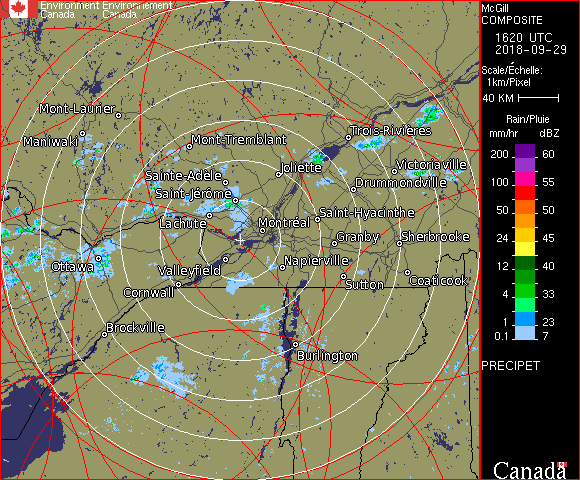 Environment Environnement
Canada Canada
McGill
COMPOSITE
1620 UTC
2018-09-29
Scale/Échelle:
1km/Pixel
40 KM
Rain/Pluie
mm/hr dBZ
200 60
100 55
50 50
24 45
12 40
8 33
4 23
0.1 7
PRECIPET
Canada
Mont-Laurier
Maniwaki
Mont-Tremblant
Trois-Rivières
Joliette
Victoriaville
Sainte-Adèle
Drummondville
Saint-Jérôme
Saint-Hyacinthe
Lachute
Montréal
Granby
Sherbrooke
Ottawa
Valleyfield
Napierville
Cornwall
Sutton
Coaticook
Brockville
Burlington